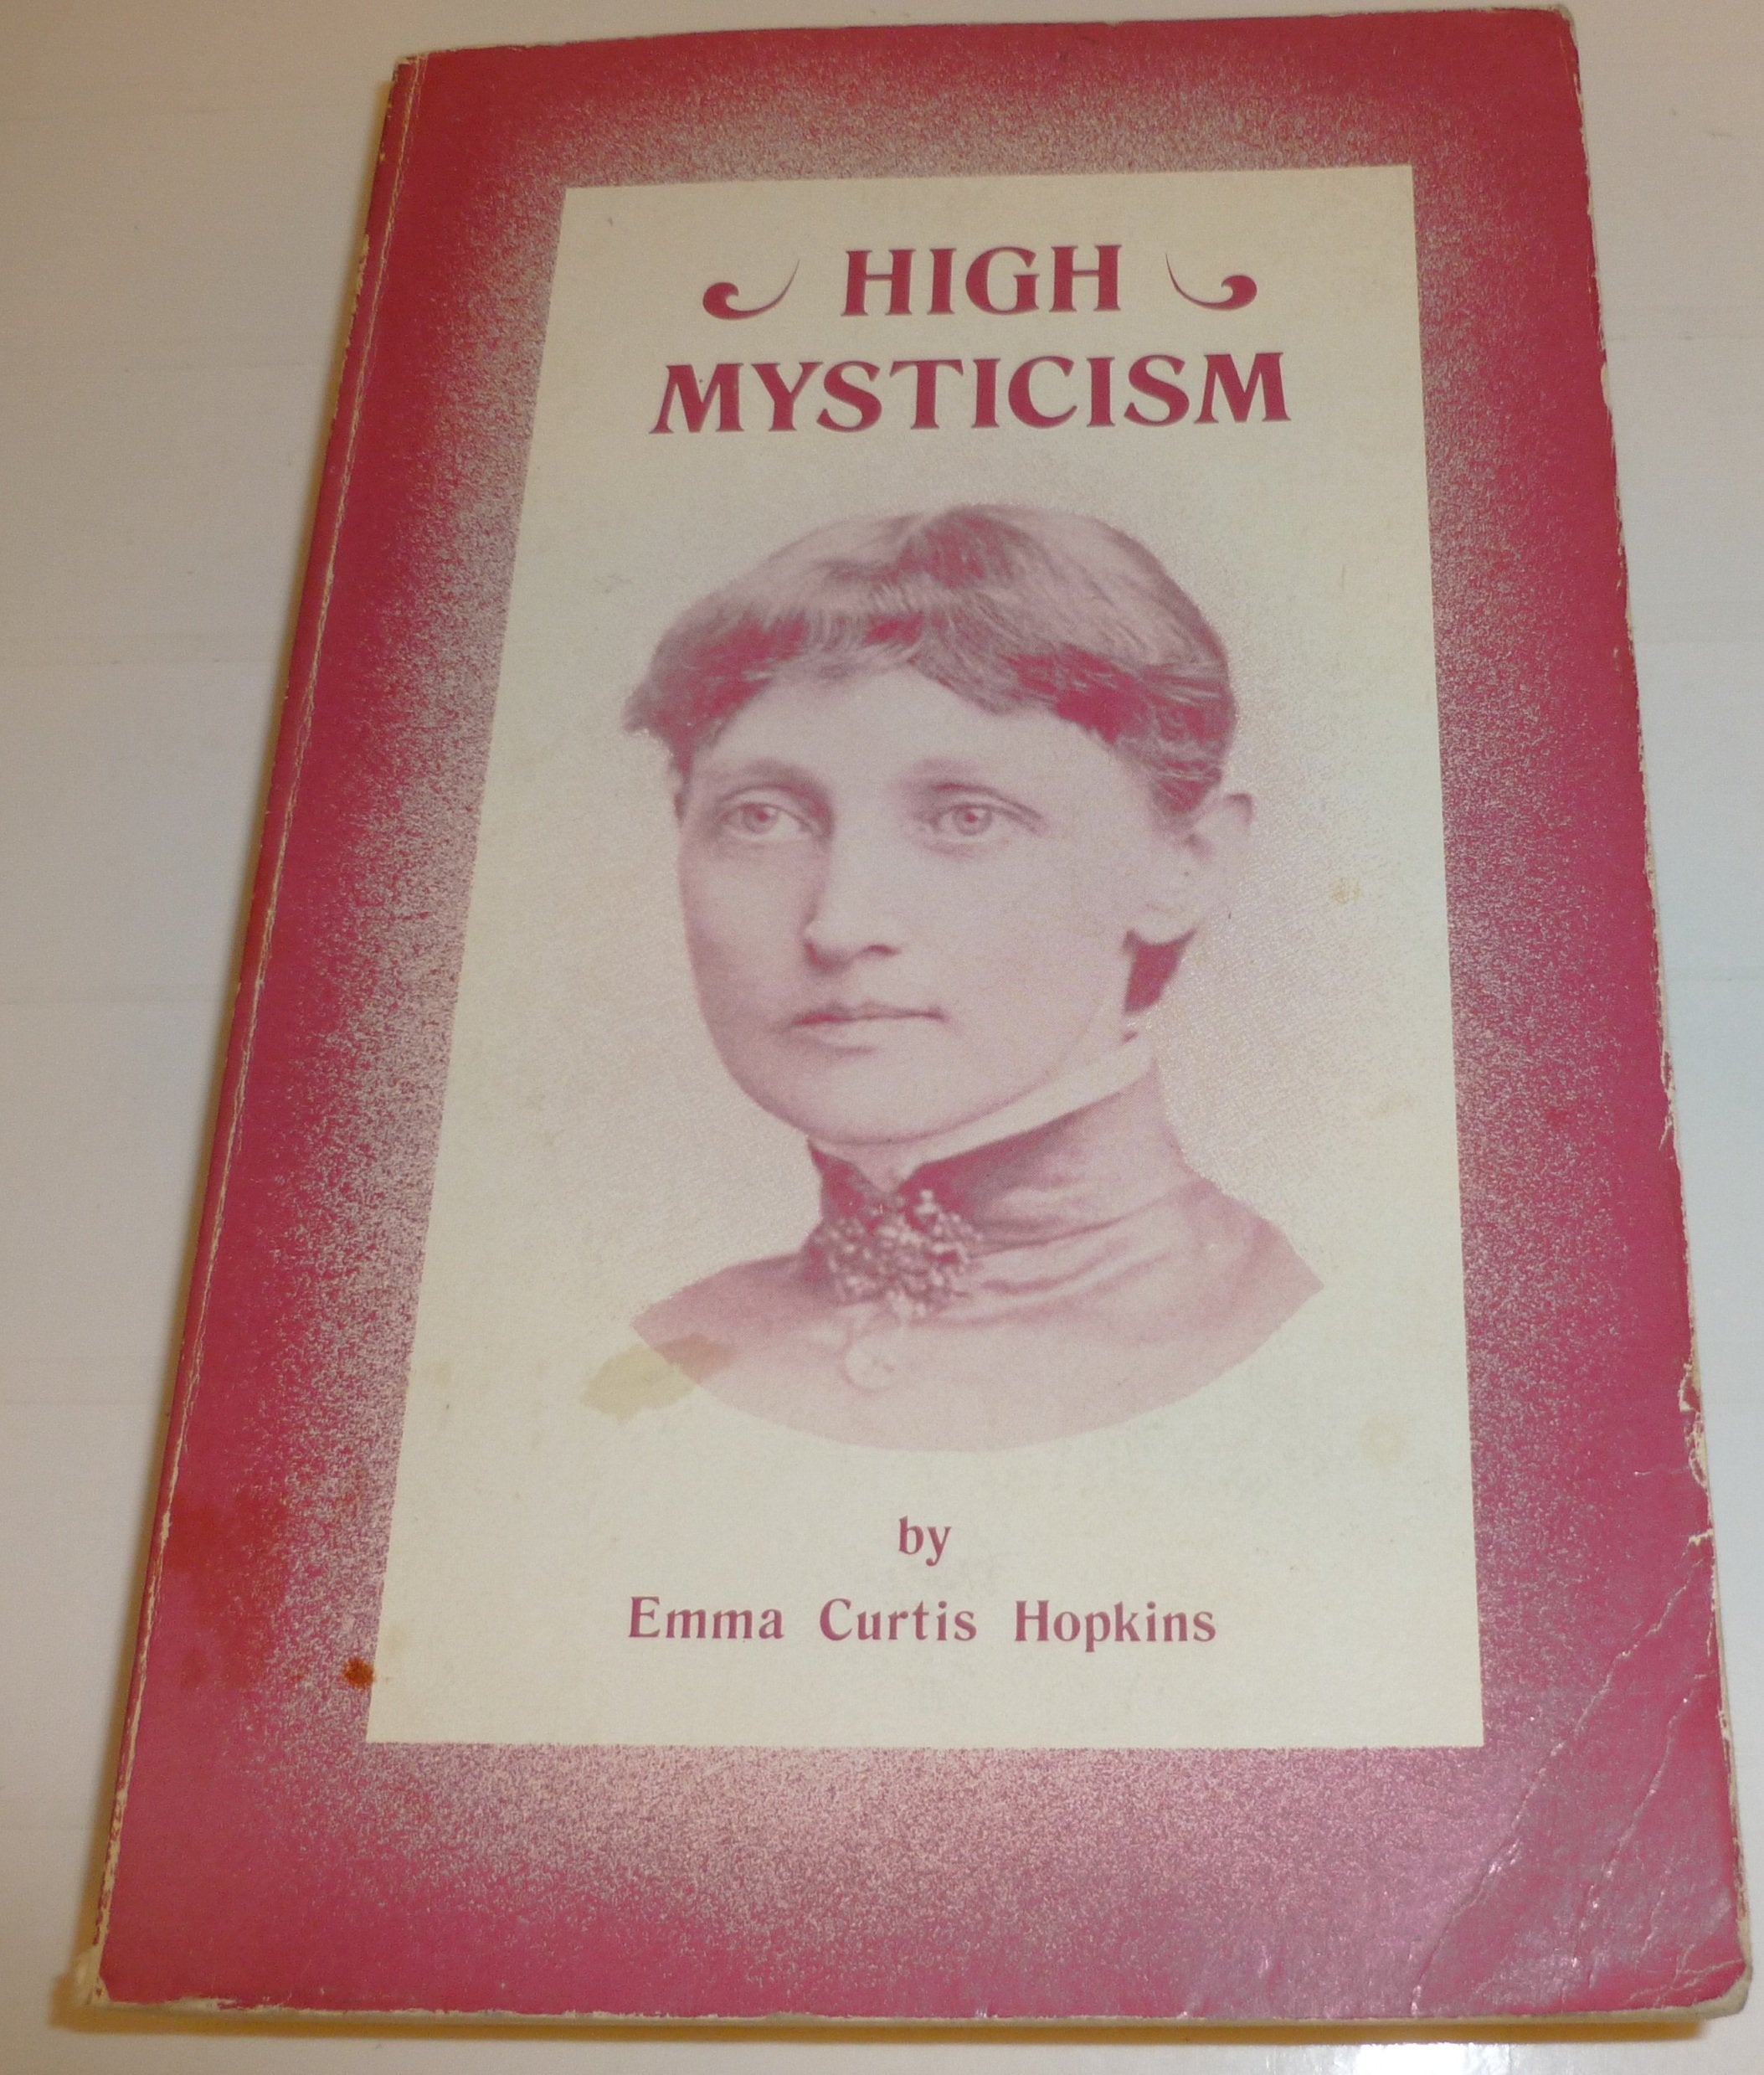 HIGH
MYSTICISM
by
Emma Curtis Hopkins